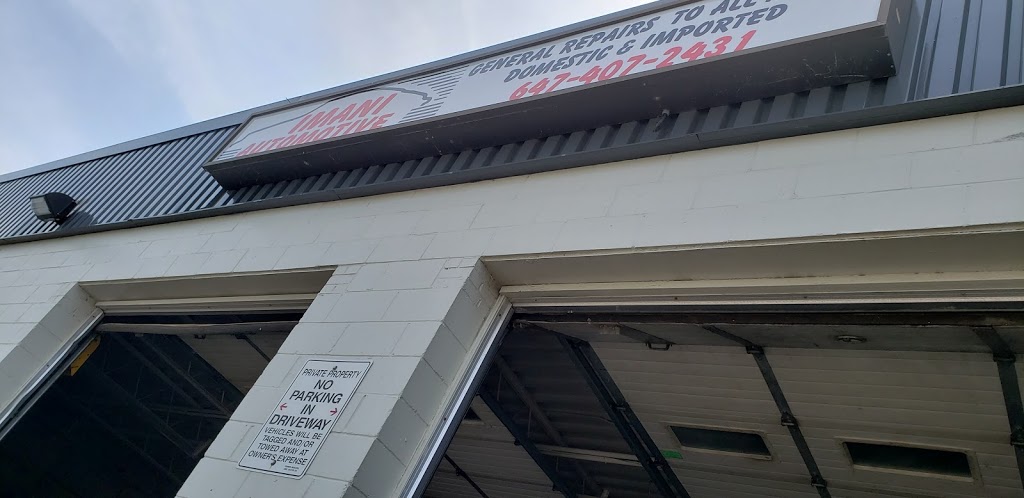 IMANI
AUTOMOTIVE
GENERAL REPAIRS TO ALL
DOMESTIC & IMPORTED
647-407-2431
PRIVATE PROPERTY
NO
PARKING
IN
DRIVEWAY
VEHICLES WILL BE
TAGGED AND/OR
TOWED AWAY AT
OWNER'S EXPENSE